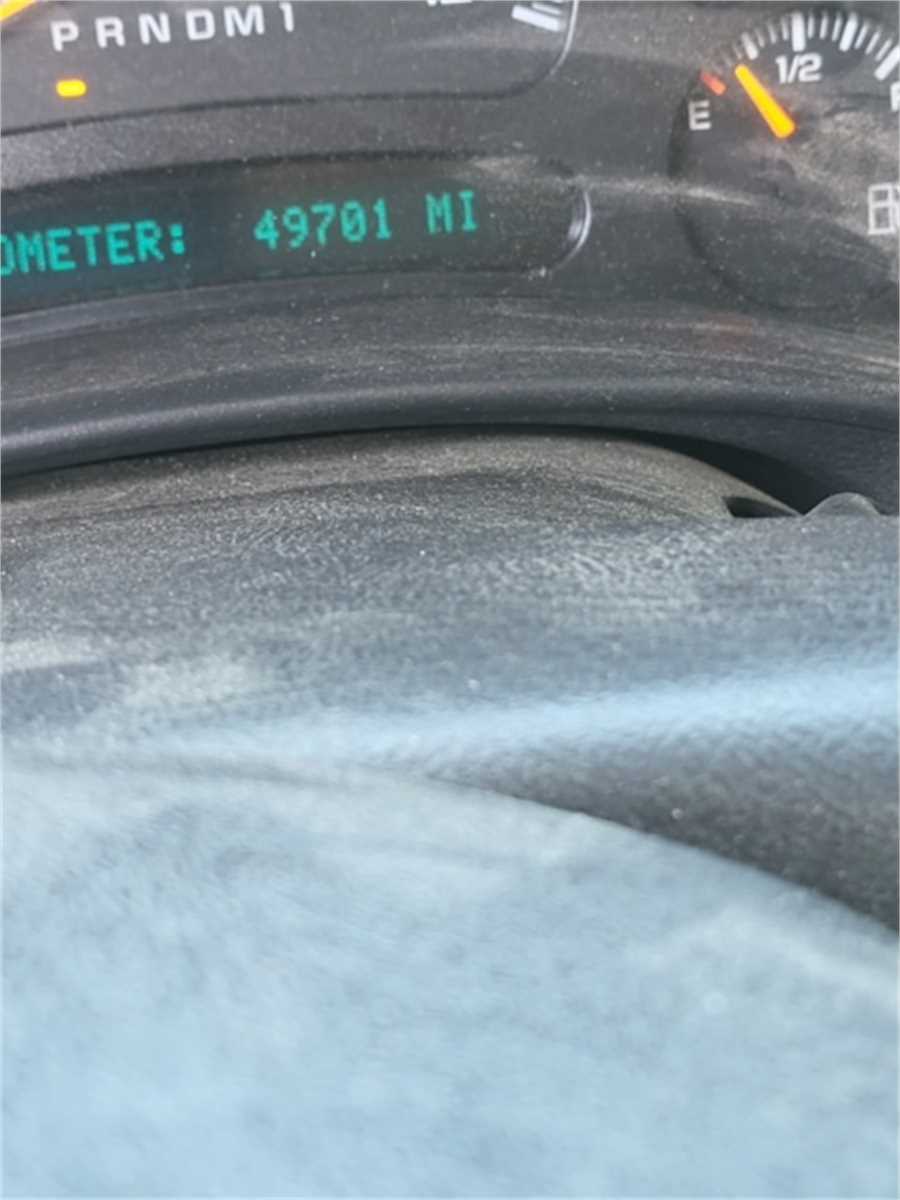 PRNDM1
1/2
E
OMETER: 49701 MI